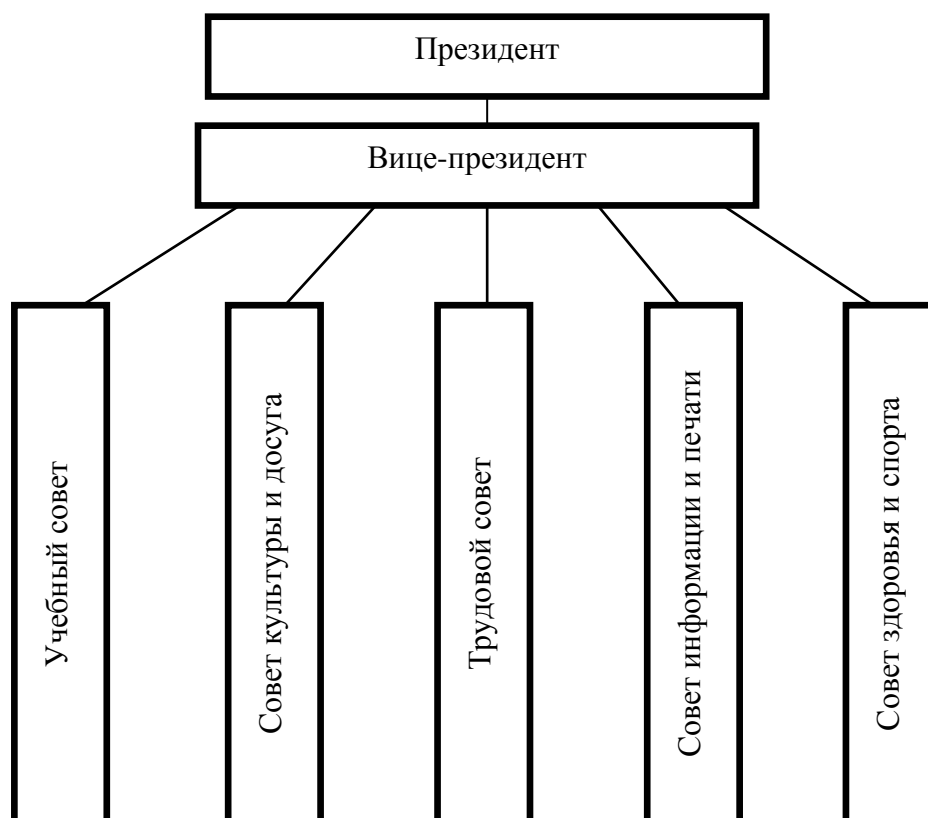 Президент
Вице-президент
Учебный совет
Совет культуры и досуга
Трудовой совет
Совет информации и печати
Совет здоровья и спорта